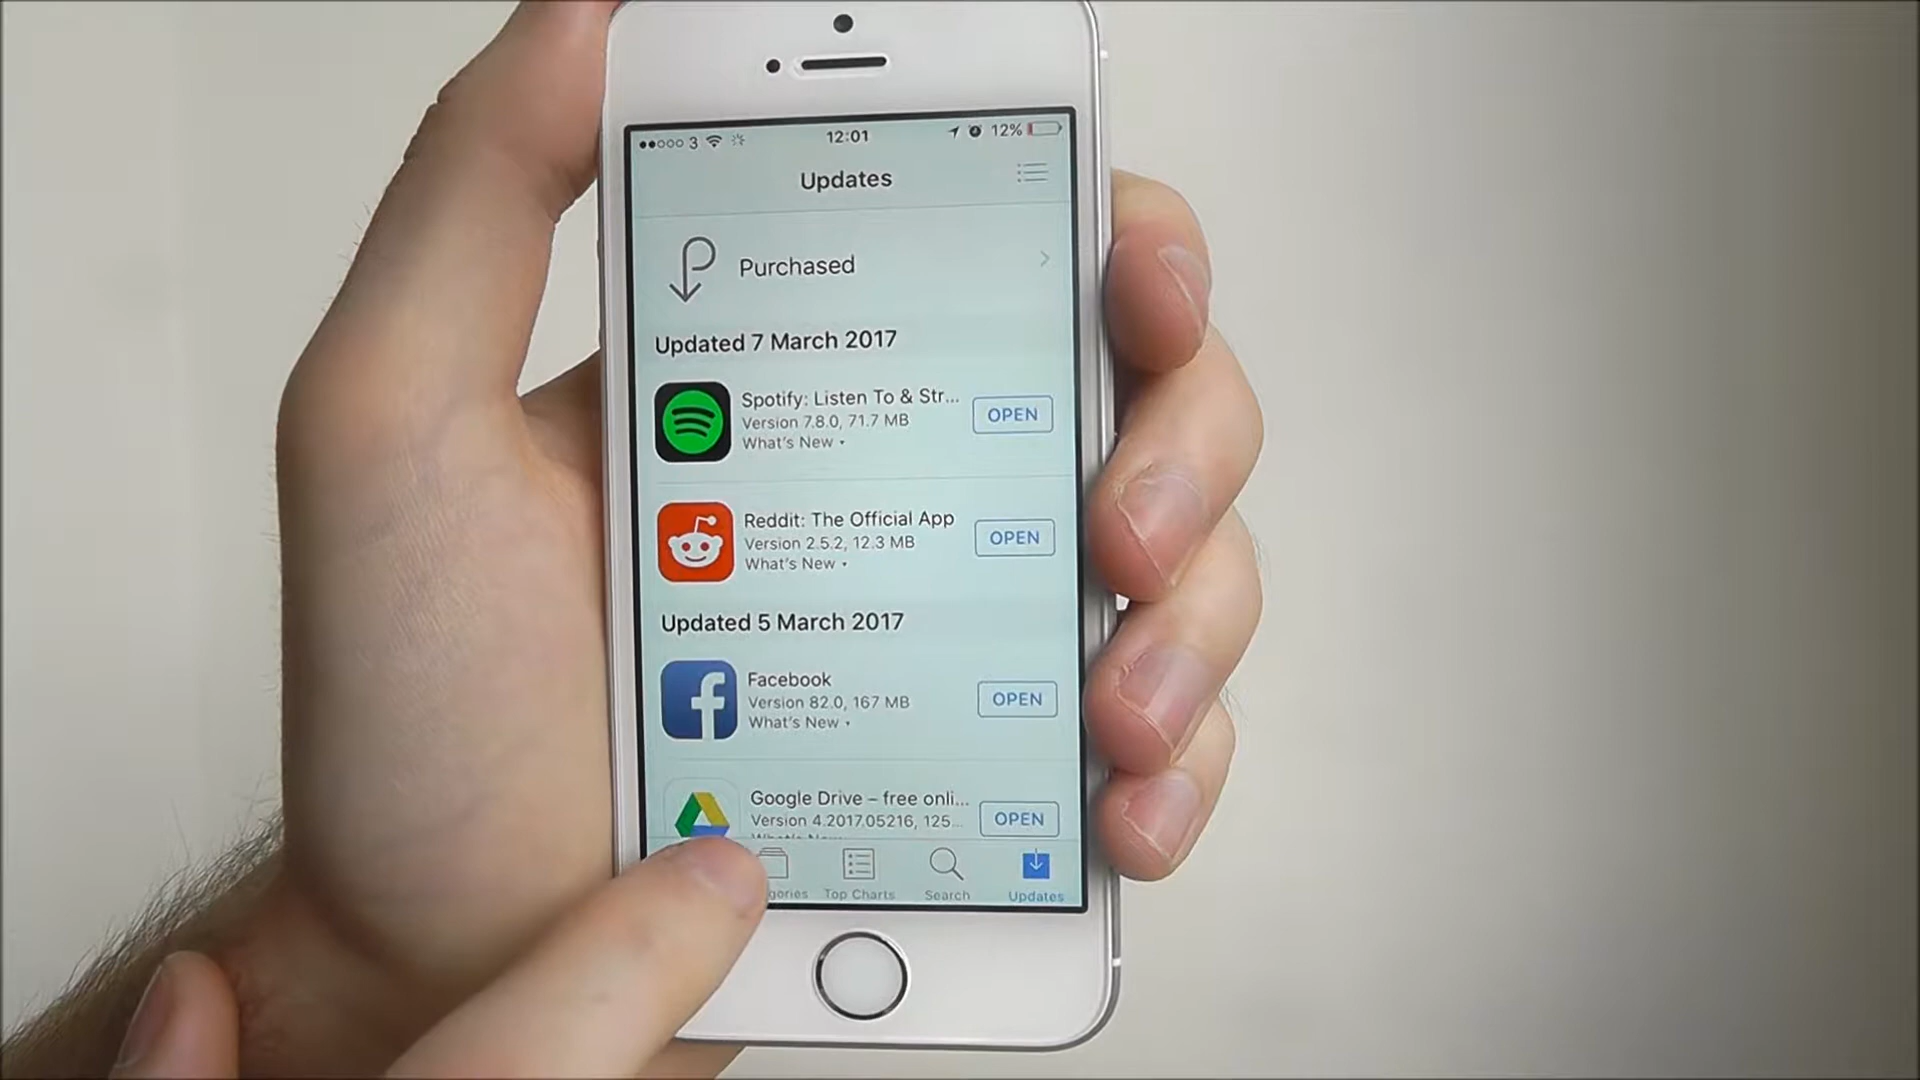 3 12:01 12%
Updates
Purchased
Updated 7 March 2017
Spotify: Listen To & Str...
Version 7.8.0, 71.7 MB
What's New
OPEN
Reddit: The Official App
Version 2.5.2, 12.3 MB
What's New
OPEN
Updated 5 March 2017
Facebook
Version 82.0, 167 MB
What's New
OPEN
Google Drive – free onli...
Version 4.2017.05216, 125...
What's New
OPEN
gories Top Charts Search Updates